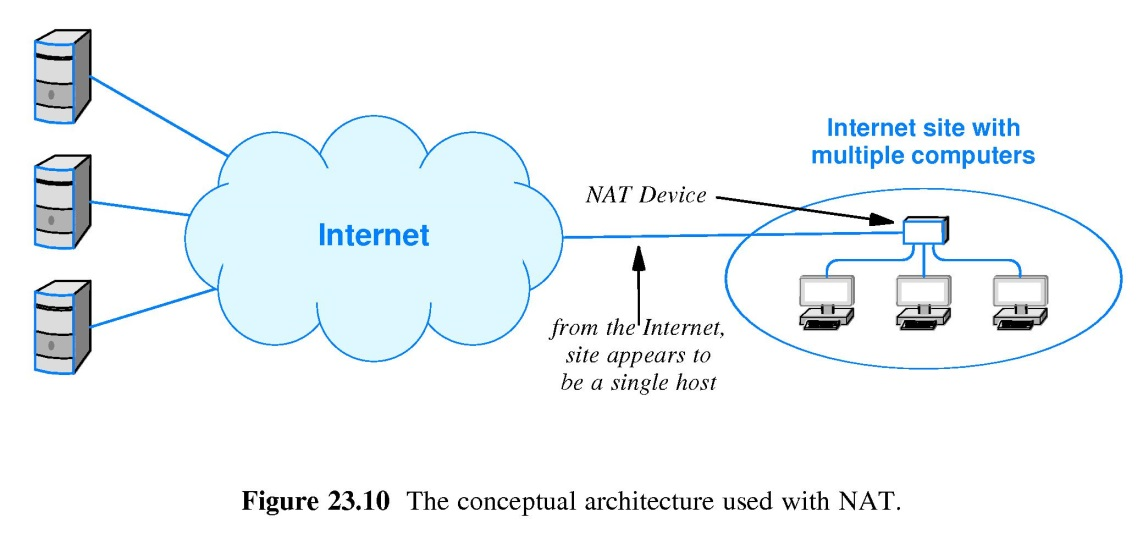 Internet site with
multiple computers
NAT Device
Internet
from the Internet,
site appears to
be a single host
Figure 23.10 The conceptual architecture used with NAT.